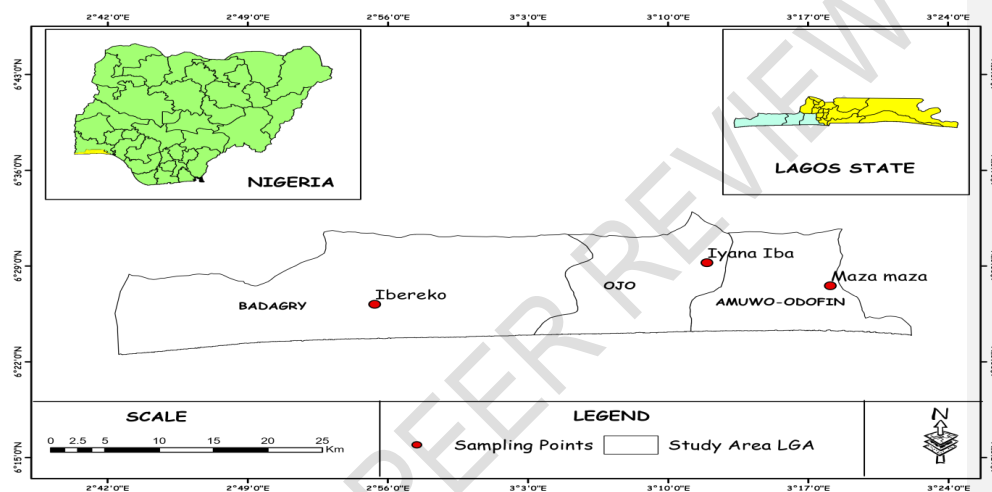 2°42'0"E 2°49'0"E 2°56'0"E 3°3'0"E 3°10'0"E 3°17'0"E 3°24'0"E
6°43'0"N
6°36'0"N
6°29'0"N
6°22'0"N
6°15'0"N
NIGERIA
LAGOS STATE
Iyana Iba
Maza maza
Ibereko
OJO
BADAGRY
AMUWO-ODOFIN
SCALE
0 2.5 5 10 15 20 25
Km
LEGEND
Sampling Points
Study Area LGA
N
2°42'0"E 2°49'0"E 2°56'0"E 3°3'0"E 3°10'0"E 3°17'0"E 3°24'0"E
PEER REVIEW